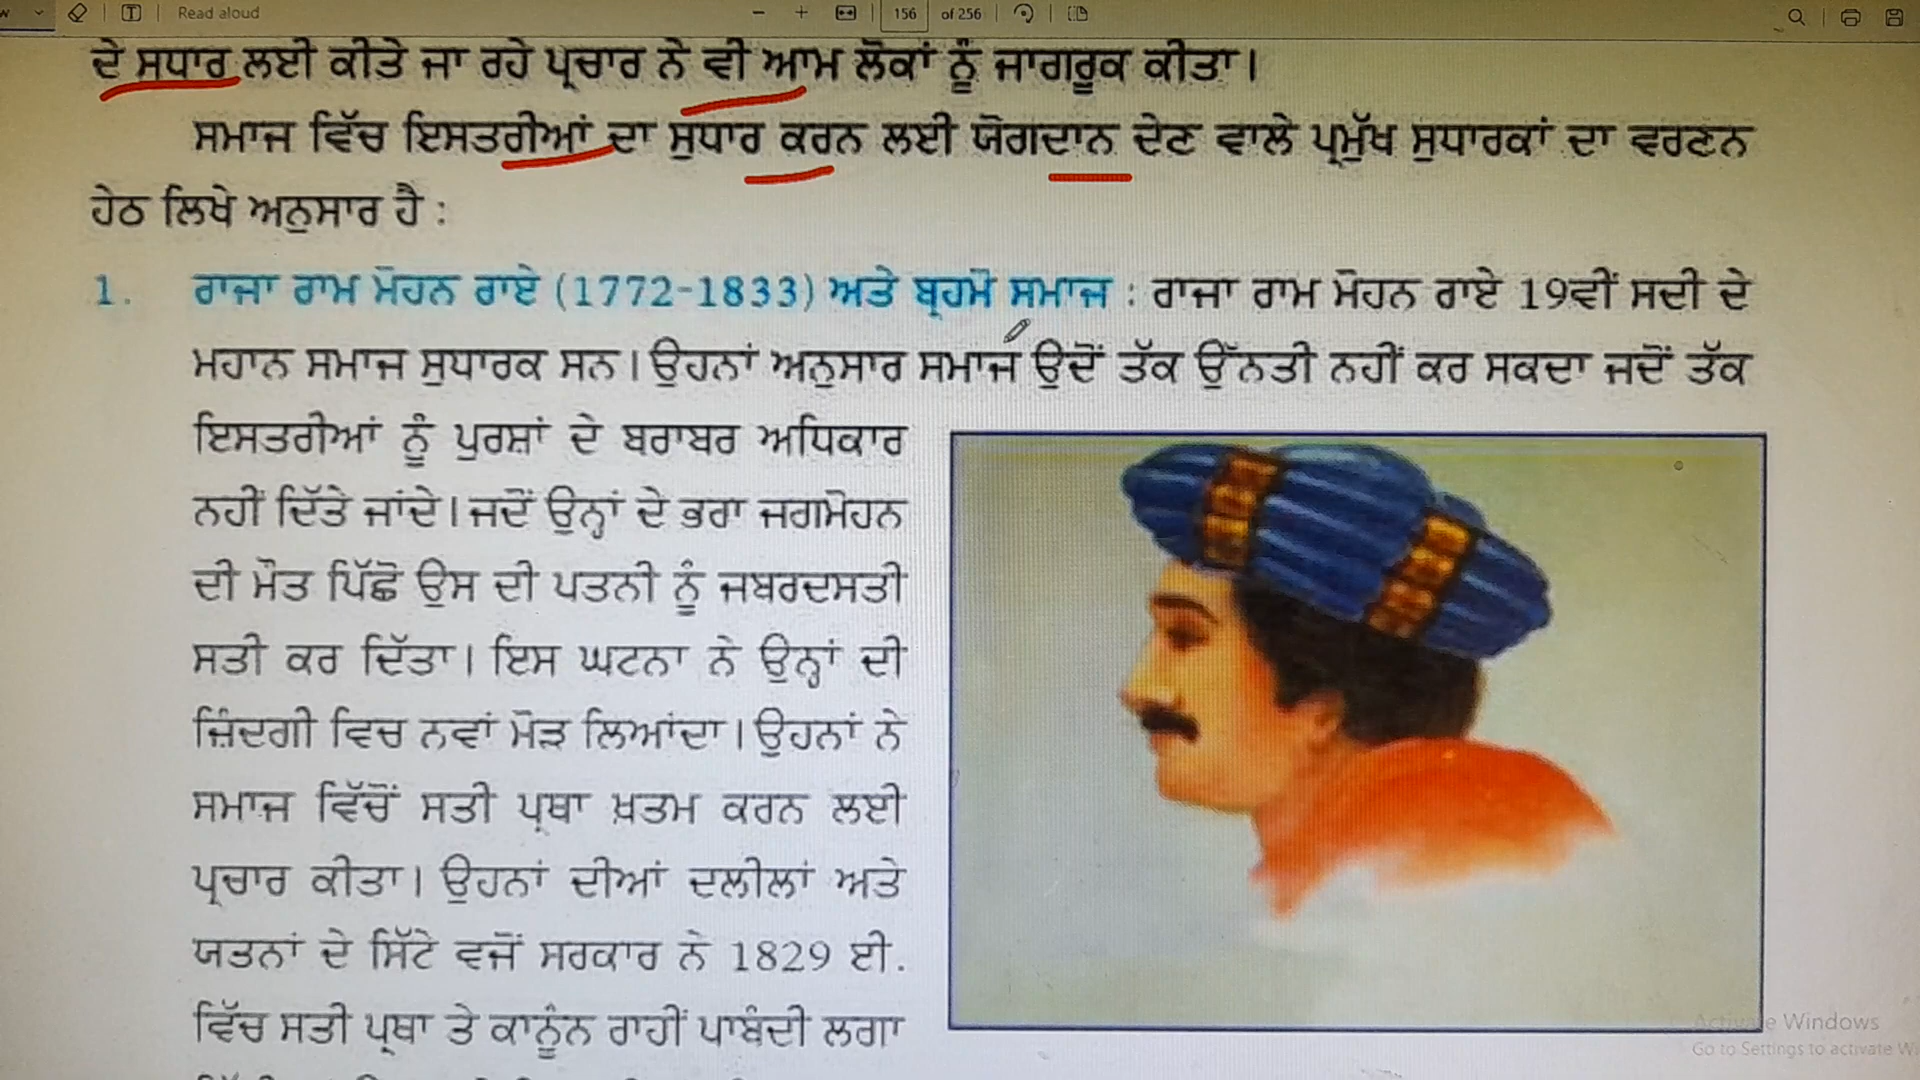 Read aloud
156 of 256
ਦੇ ਸੁਧਾਰ ਲਈ ਕੀਤੇ ਜਾ ਰਹੇ ਪ੍ਰਚਾਰ ਨੇ ਵੀ ਆਮ ਲੋਕਾਂ ਨੂੰ ਜਾਗਰੂਕ ਕੀਤਾ।
ਸਮਾਜ ਵਿੱਚ ਇਸਤਰੀਆਂ ਦਾ ਸੁਧਾਰ ਕਰਨ ਲਈ ਯੋਗਦਾਨ ਦੇਣ ਵਾਲੇ ਪ੍ਰਮੁੱਖ ਸੁਧਾਰਕਾਂ ਦਾ ਵਰਣਨ
ਹੇਠ ਲਿਖੇ ਅਨੁਸਾਰ ਹੈ :
1. ਰਾਜਾ ਰਾਮ ਮੋਹਨ ਰਾਏ (1772-1833) ਅਤੇ ਬ੍ਰਹਮੋ ਸਮਾਜ : ਰਾਜਾ ਰਾਮ ਮੋਹਨ ਰਾਏ 19ਵੀਂ ਸਦੀ ਦੇ
ਮਹਾਨ ਸਮਾਜ ਸੁਧਾਰਕ ਸਨ। ਉਹਨਾਂ ਅਨੁਸਾਰ ਸਮਾਜ ਉਦੋਂ ਤੱਕ ਉੱਨਤੀ ਨਹੀਂ ਕਰ ਸਕਦਾ ਜਦੋਂ ਤੱਕ
ਇਸਤਰੀਆਂ ਨੂੰ ਪੁਰਸ਼ਾਂ ਦੇ ਬਰਾਬਰ ਅਧਿਕਾਰ
ਨਹੀਂ ਦਿੱਤੇ ਜਾਂਦੇ। ਜਦੋਂ ਉਨ੍ਹਾਂ ਦੇ ਭਰਾ ਜਗਮੋਹਨ
ਦੀ ਮੌਤ ਪਿੱਛੋਂ ਉਸ ਦੀ ਪਤਨੀ ਨੂੰ ਜਬਰਦਸਤੀ
ਸਤੀ ਕਰ ਦਿੱਤਾ। ਇਸ ਘਟਨਾ ਨੇ ਉਨ੍ਹਾਂ ਦੀ
ਜ਼ਿੰਦਗੀ ਵਿਚ ਨਵਾਂ ਮੋੜ ਲਿਆਂਦਾ। ਉਹਨਾਂ ਨੇ
ਸਮਾਜ ਵਿੱਚੋਂ ਸਤੀ ਪ੍ਰਥਾ ਖ਼ਤਮ ਕਰਨ ਲਈ
ਪ੍ਰਚਾਰ ਕੀਤਾ। ਉਹਨਾਂ ਦੀਆਂ ਦਲੀਲਾਂ ਅਤੇ
ਯਤਨਾਂ ਦੇ ਸਿੱਟੇ ਵਜੋਂ ਸਰਕਾਰ ਨੇ 1829 ਈ.
ਵਿੱਚ ਸਤੀ ਪ੍ਰਥਾ ਤੇ ਕਾਨੂੰਨ ਰਾਹੀਂ ਪਾਬੰਦੀ ਲਗਾ
Activate Windows
Go to Settings to activate